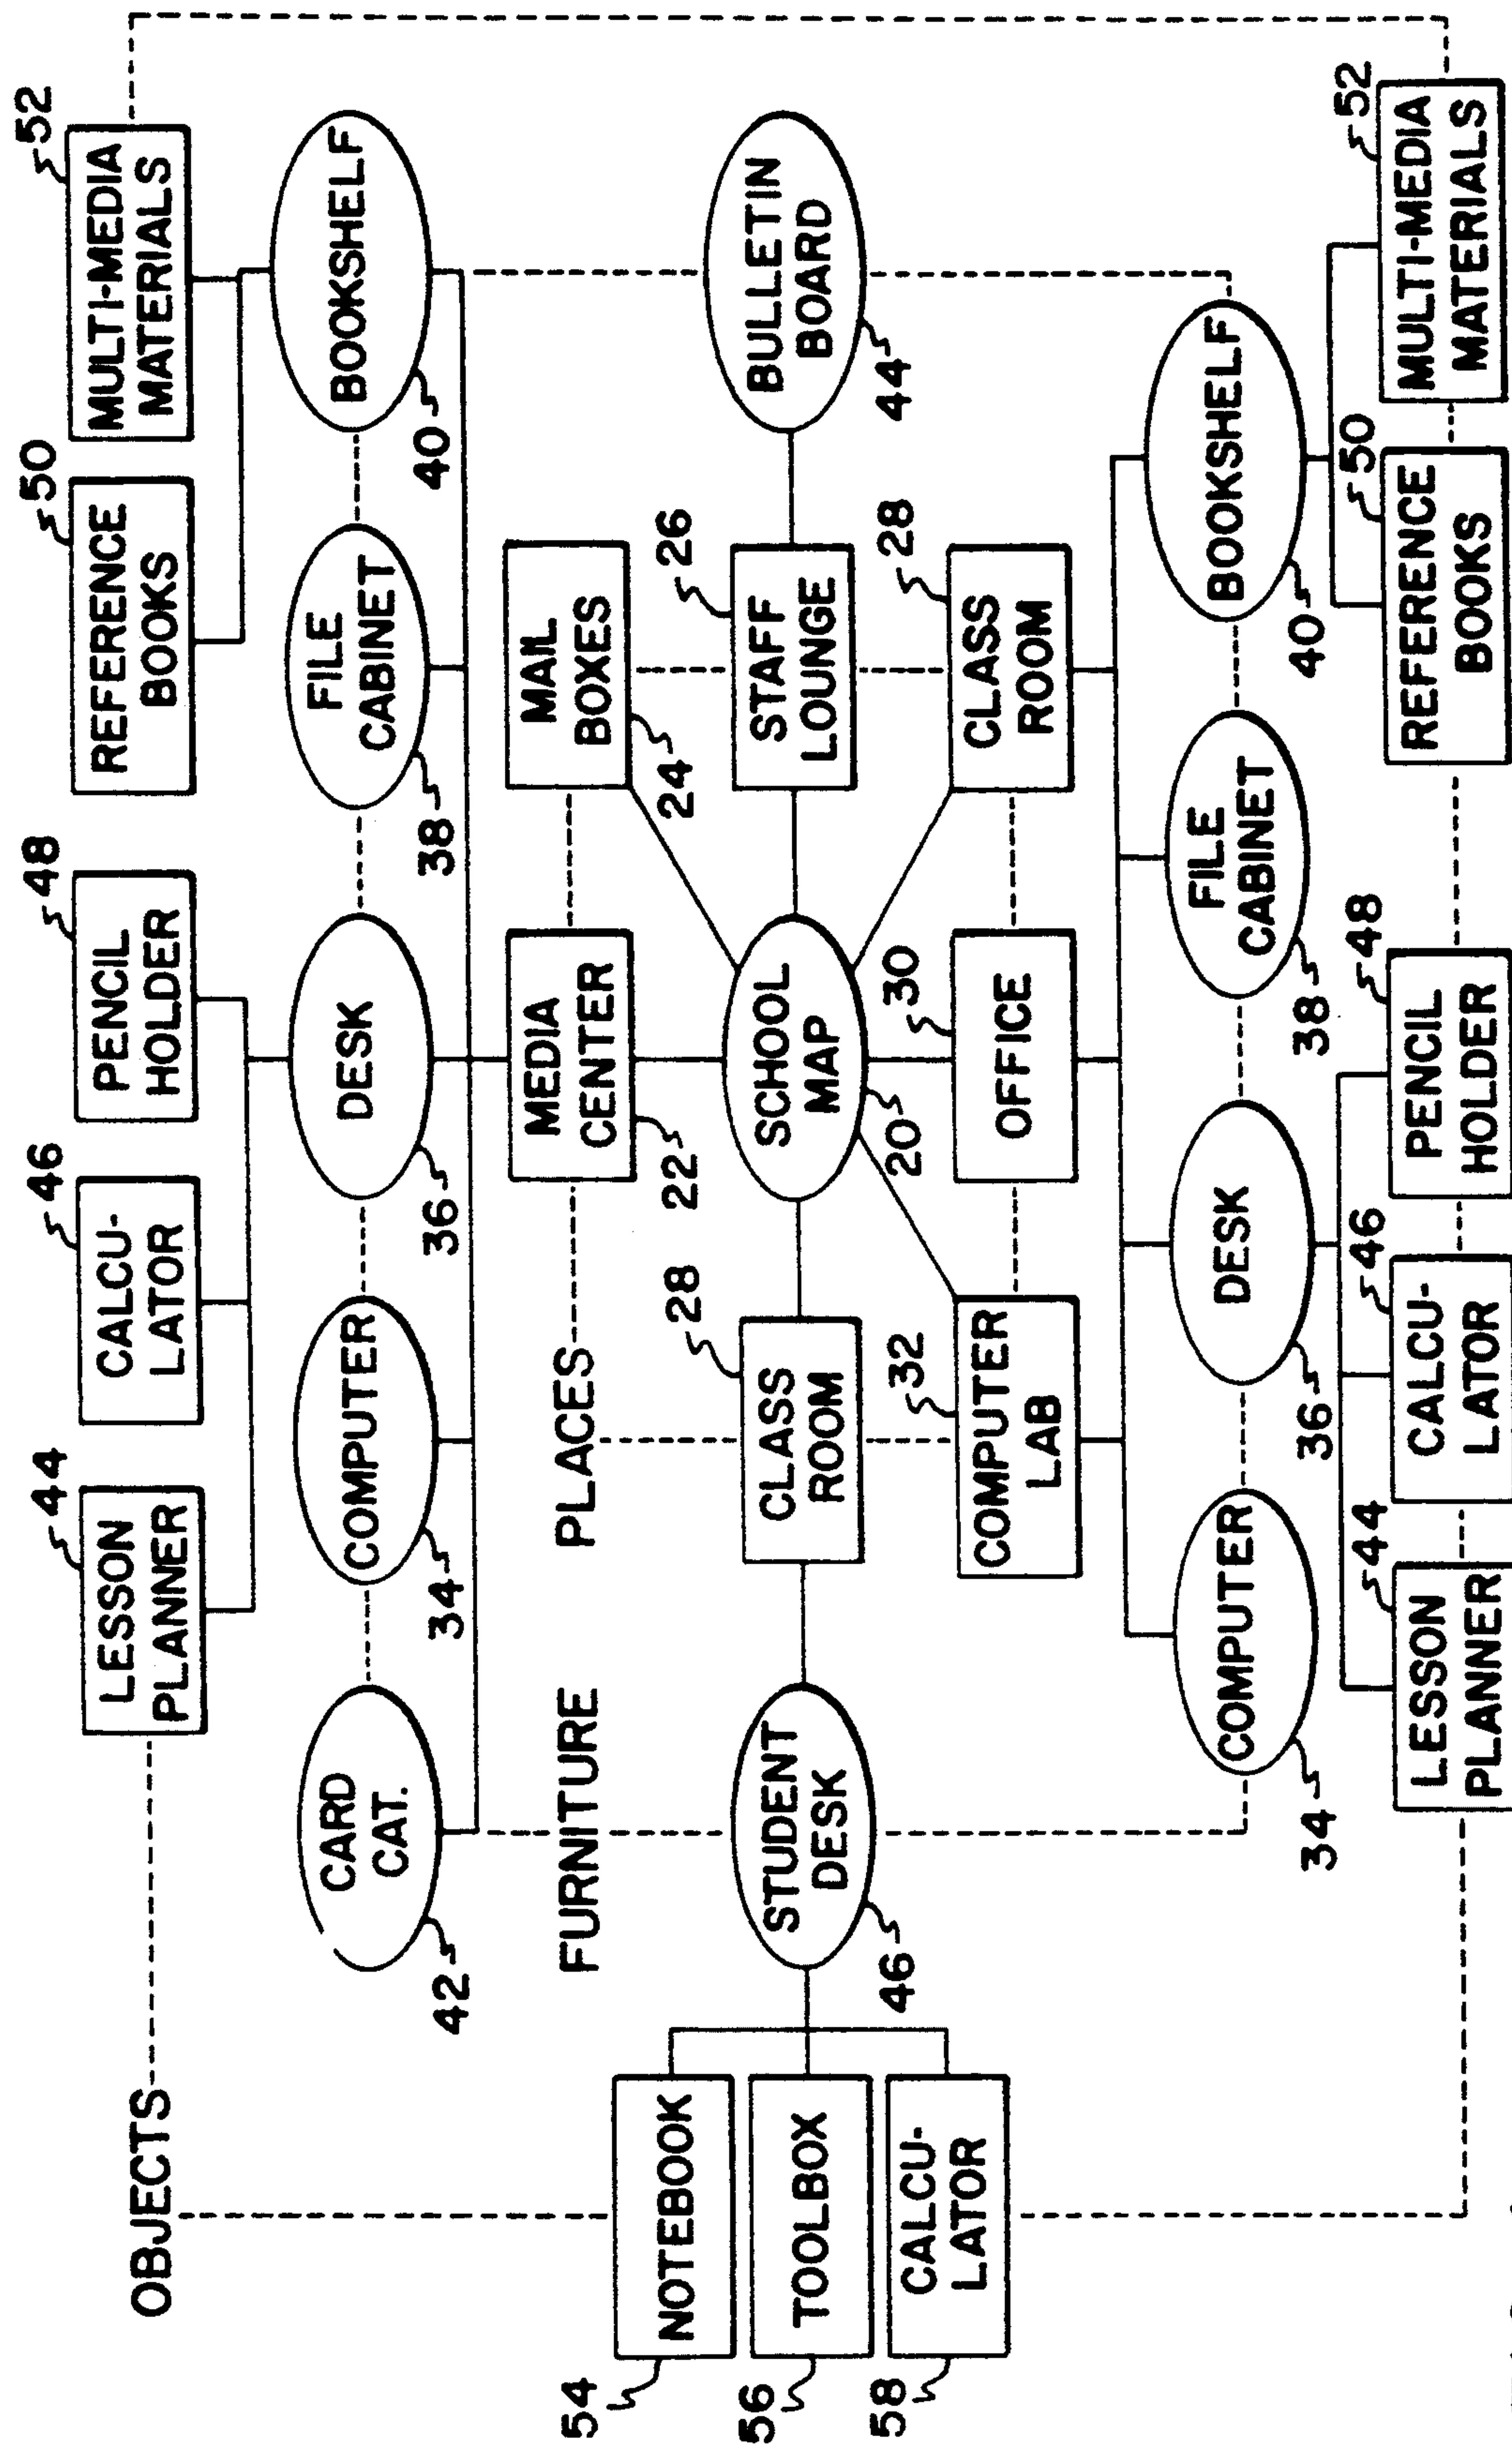 52
MULTI-MEDIA
MATERIALS
50
REFERENCE
BOOKS
48
PENCIL
HOLDER
46
CALCU-
LATOR
44
LESSON
PLANNER
OBJECTS
BOOKSHELF
40
FILE
CABINET
38
DESK
36
COMPUTER
34
CARD
CAT.
42
MAIL
BOXES
24
MEDIA
CENTER
22
PLACES
FURNITURE
BULLETIN
BOARD
44
26
STAFF
LOUNGE
SCHOOL
MAP
20
28
CLASS
ROOM
STUDENT
DESK
46
NOTEBOOK
54
TOOLBOX
56
CALCU-
LATOR
58
28
CLASS
ROOM
30
OFFICE
32
COMPUTER
LAB
BOOKSHELF
40
FILE
CABINET
38
DESK
36
COMPUTER
34
52
MULTI-MEDIA
MATERIALS
50
REFERENCE
BOOKS
48
PENCIL
HOLDER
46
CALCU-
LATOR
44
LESSON
PLANNER